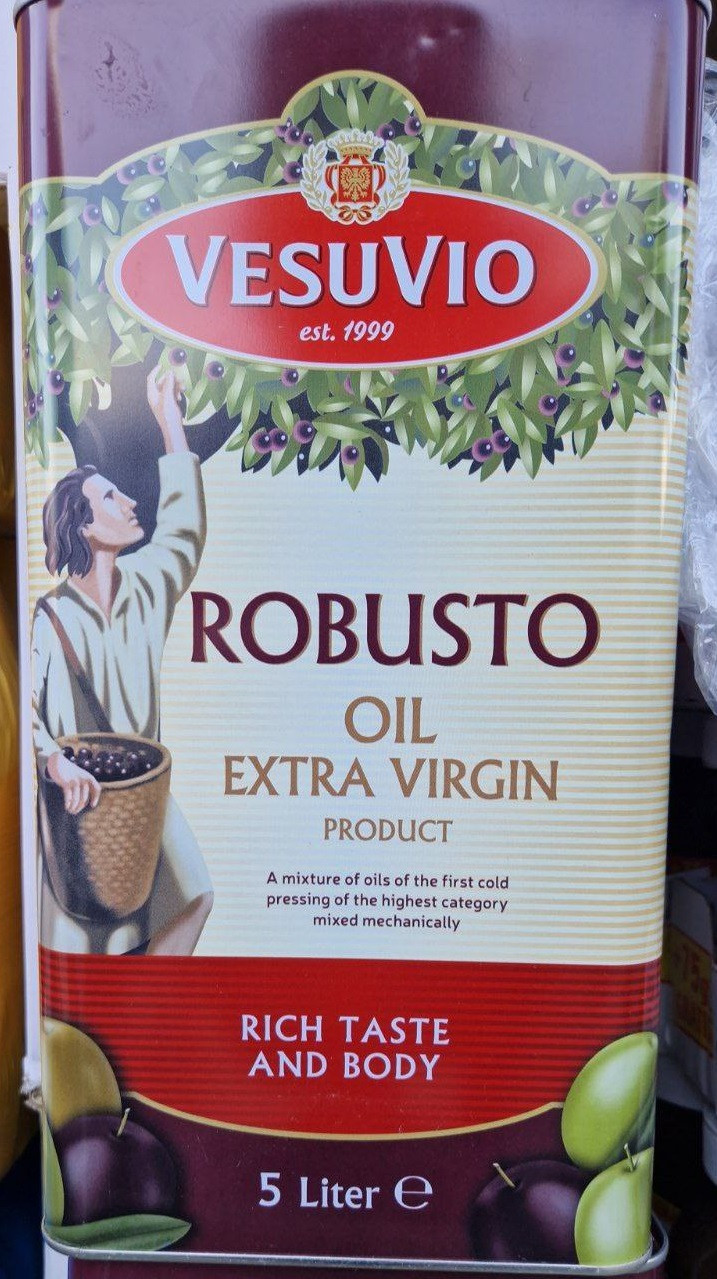 VESUVIO
est. 1999
ROBUSTO
OIL
EXTRA VIRGIN
PRODUCT
A mixture of oils of the first cold
pressing of the highest category
mixed mechanically
RICH TASTE
AND BODY
5 Liter ℮